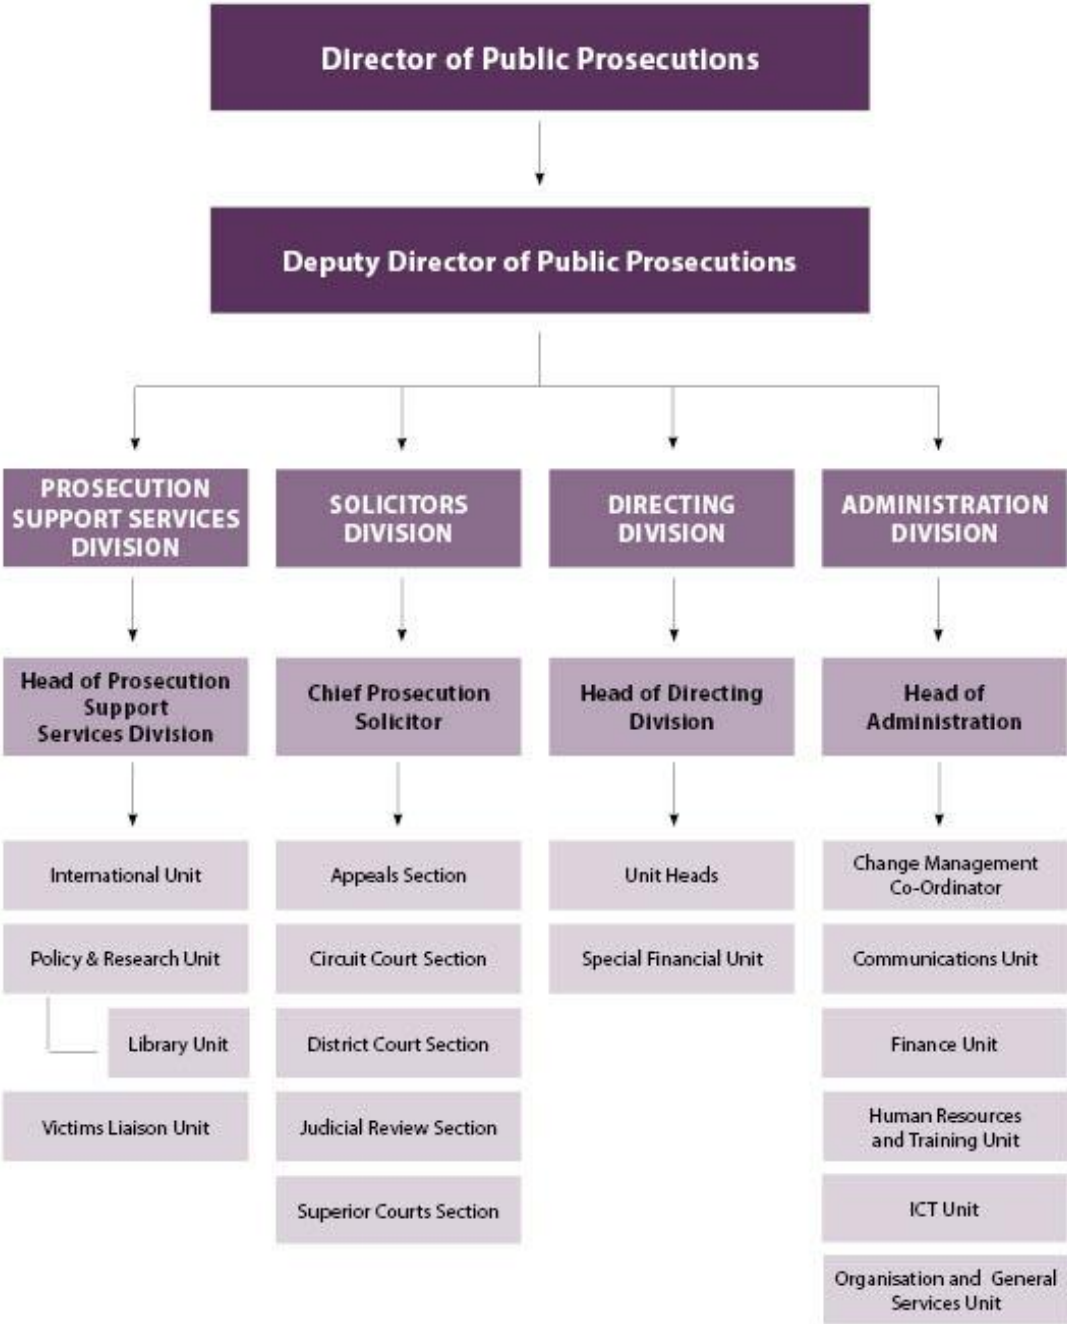 Director of Public Prosecutions
Deputy Director of Public Prosecutions
PROSECUTION
SUPPORT SERVICES
DIVISION
SOLICITORS
DIVISION
DIRECTING
DIVISION
ADMINISTRATION
DIVISION
Head of Prosecution
Support
Services Division
Chief Prosecution
Solicitor
Head of Directing
Division
Head of
Administration
International Unit
Policy & Research Unit
Library Unit
Victims Liaison Unit
Appeals Section
Circuit Court Section
District Court Section
Judicial Review Section
Superior Courts Section
Unit Heads
Special Financial Unit
Change Management
Co-Ordinator
Communications Unit
Finance Unit
Human Resources
and Training Unit
ICT Unit
Organisation and General
Services Unit